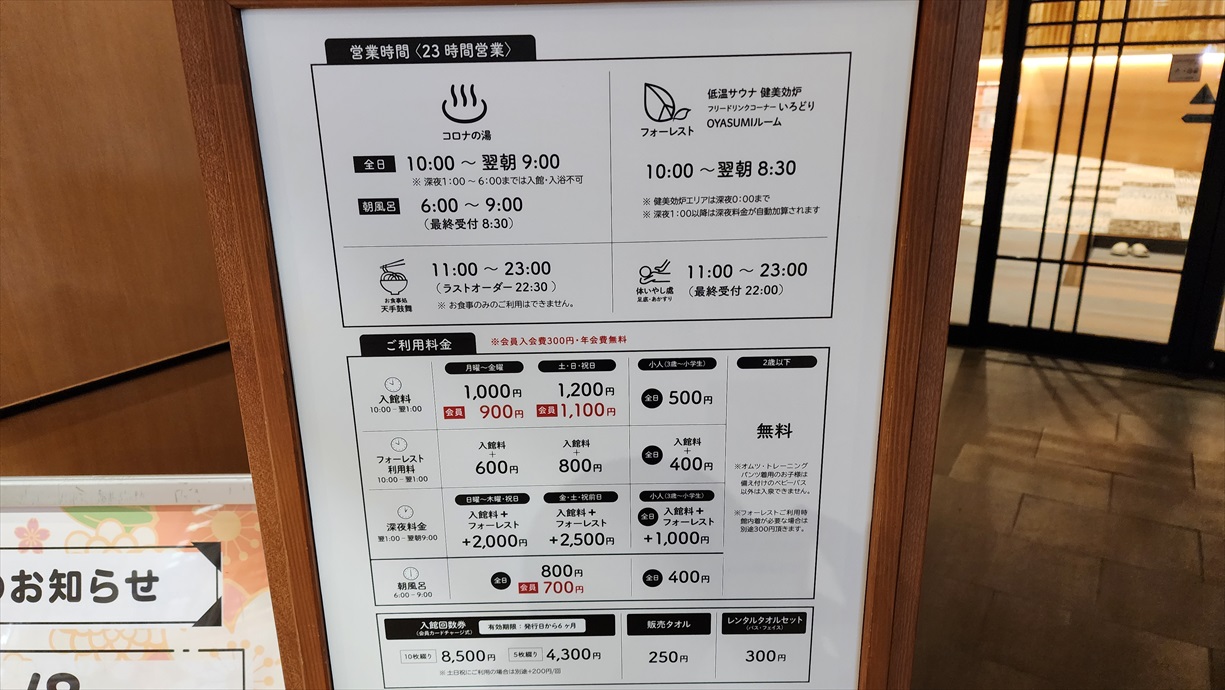 営業時間〈23時間営業〉
コロナの湯
全日 10:00 ～ 翌朝 9:00
※ 深夜1:00 ～ 6:00までは入館・入浴不可
朝風呂 6:00 ～ 9:00
（最終受付 8:30）
フォーレスト
低温サウナ 健美効炉
フリードリンクコーナー いろどり
OYASUMIルーム
10:00 ～翌朝 8:30
※ 健美効炉エリアは深夜0:00まで
※ 深夜1:00以降は深夜料金が自動加算されます
お食事処
天手鼓舞
11:00 ～ 23:00
（ラストオーダー 22:30 ）
※ お食事のみのご利用はできません。
体いやし處
足處・あかすり
11:00 ～ 23:00
（最終受付 22:00）
ご利用料金
※会員入会費300円・年会費無料
月曜～金曜 土・日・祝日 小人（3歳～小学生） 2歳以下
入館料
10:00－翌1:00
1,000円 1,200円
会員 900円 会員 1,100円
全日 500円
フォーレスト
利用料
10:00－翌1:00
入館料
+
600円
入館料
+
800円
全日 入館料
+
400円
日曜～木曜・祝日 金・土・祝前日 小人（3歳～小学生）
深夜料金
翌1:00－翌朝9:00
入館料＋
フォーレスト
+2,000円
入館料＋
フォーレスト
+2,500円
全日 入館料＋
フォーレスト
+1,000円
朝風呂
6:00－9:00
全日 800円
会員 700円
全日 400円
無料
※オムツ・トレーニング
パンツ着用のお子様は
備え付けのベビーバス
以外は入泉できません。
※フォーレストご利用時
館内着が必要な場合は
別途300円頂きます。
入館回数券
（会員カードチャージ式）
有効期限：発行日から6ヶ月
10枚綴り 8,500円 5枚綴り 4,300円
※土日祝にご利用の場合は別途+200円/回
販売タオル
250円
レンタルタオルセット
（バス・フェイス）
300円
のお知らせ